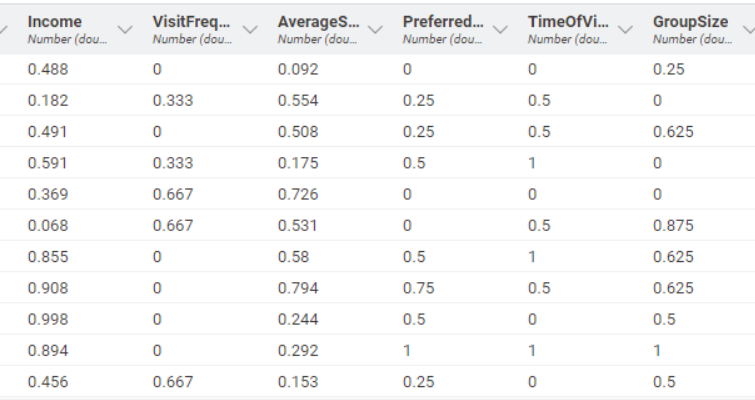 Income VisitFreq... AverageS... Preferred... TimeOfVi... GroupSize
Number (dou... Number (dou... Number (dou... Number (dou... Number (dou... Number (dou...
0.488 0 0.092 0 0 0.25
0.182 0.333 0.554 0.25 0.5 0
0.491 0 0.508 0.25 0.5 0.625
0.591 0.333 0.175 0.5 1 0
0.369 0.667 0.726 0 0 0
0.068 0.667 0.531 0 0.5 0.875
0.855 0 0.58 0.5 1 0.625
0.908 0 0.794 0.75 0.5 0.625
0.998 0 0.244 0.5 0 0.5
0.894 0 0.292 1 1 1
0.456 0.667 0.153 0.25 0 0.5